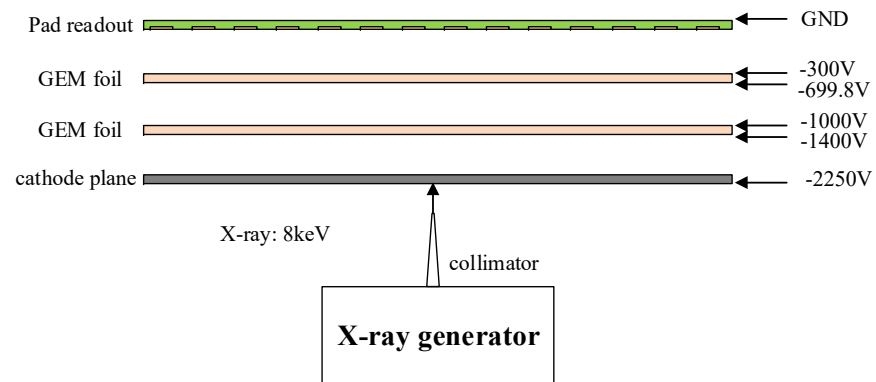 Pad readout
GND
GEM foil
-300V
-699.8V
GEM foil
-1000V
-1400V
cathode plane
-2250V
X-ray: 8keV
collimator
X-ray generator